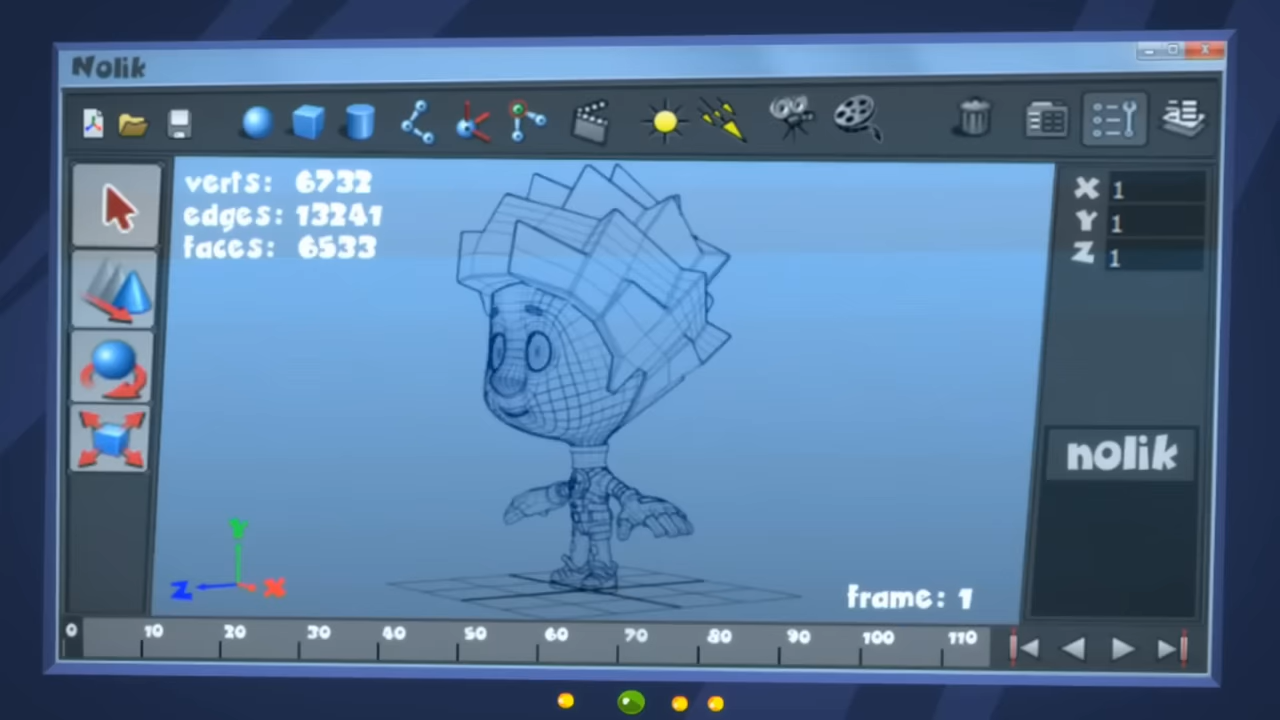 Nolik
verts: 6732
edges: 13241
faces: 6533
X 1
Y 1
Z 1
nolik
Y
Z X
frame: 1
0 10 20 30 40 50 60 70 80 90 100 110